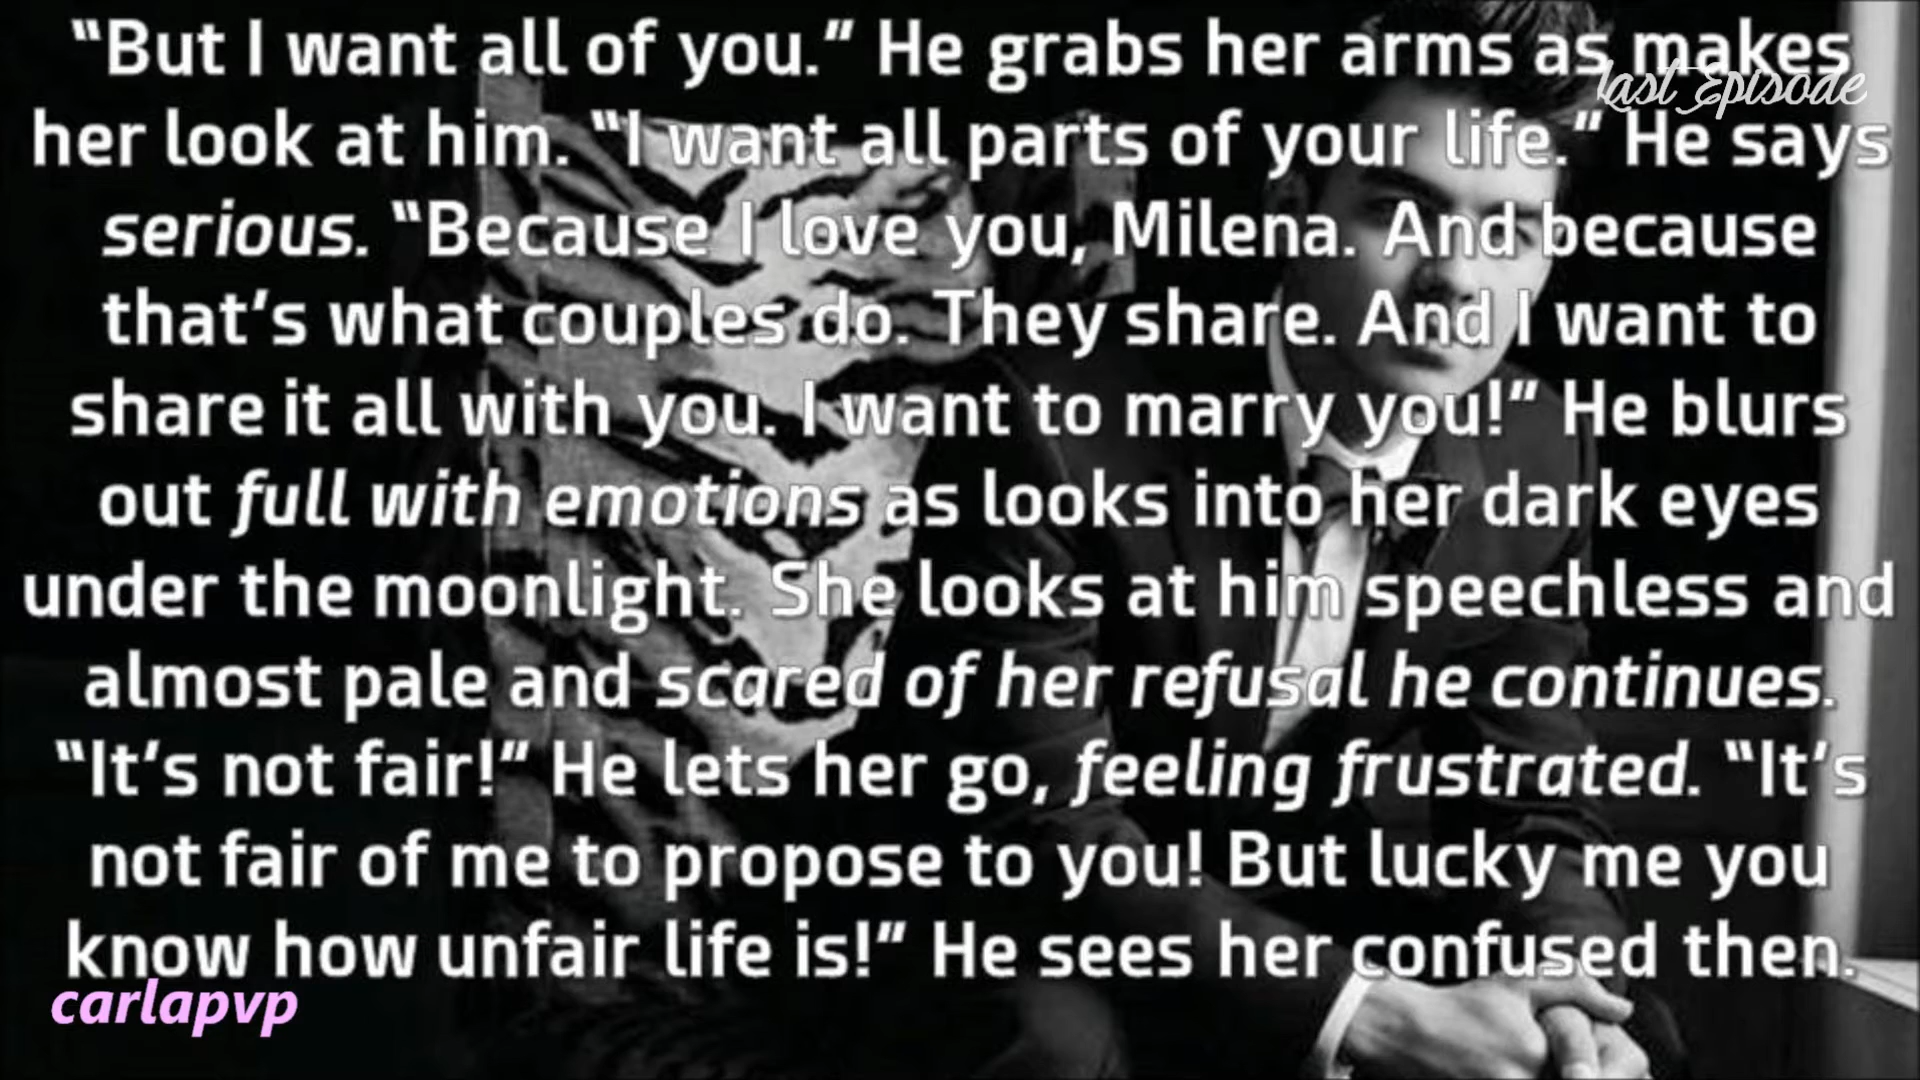 “But I want all of you.” He grabs her arms as makes
last Episode
her look at him. “I want all parts of your life.” He says
serious. “Because I love you, Milena. And because
that’s what couples do. They share. And I want to
share it all with you. I want to marry you!” He blurs
out full with emotions as looks into her dark eyes
under the moonlight. She looks at him speechless and
almost pale and scared of her refusal he continues.
“It’s not fair!” He lets her go, feeling frustrated. “It’s
not fair of me to propose to you! But lucky me you
know how unfair life is!” He sees her confused then.
carlapvp